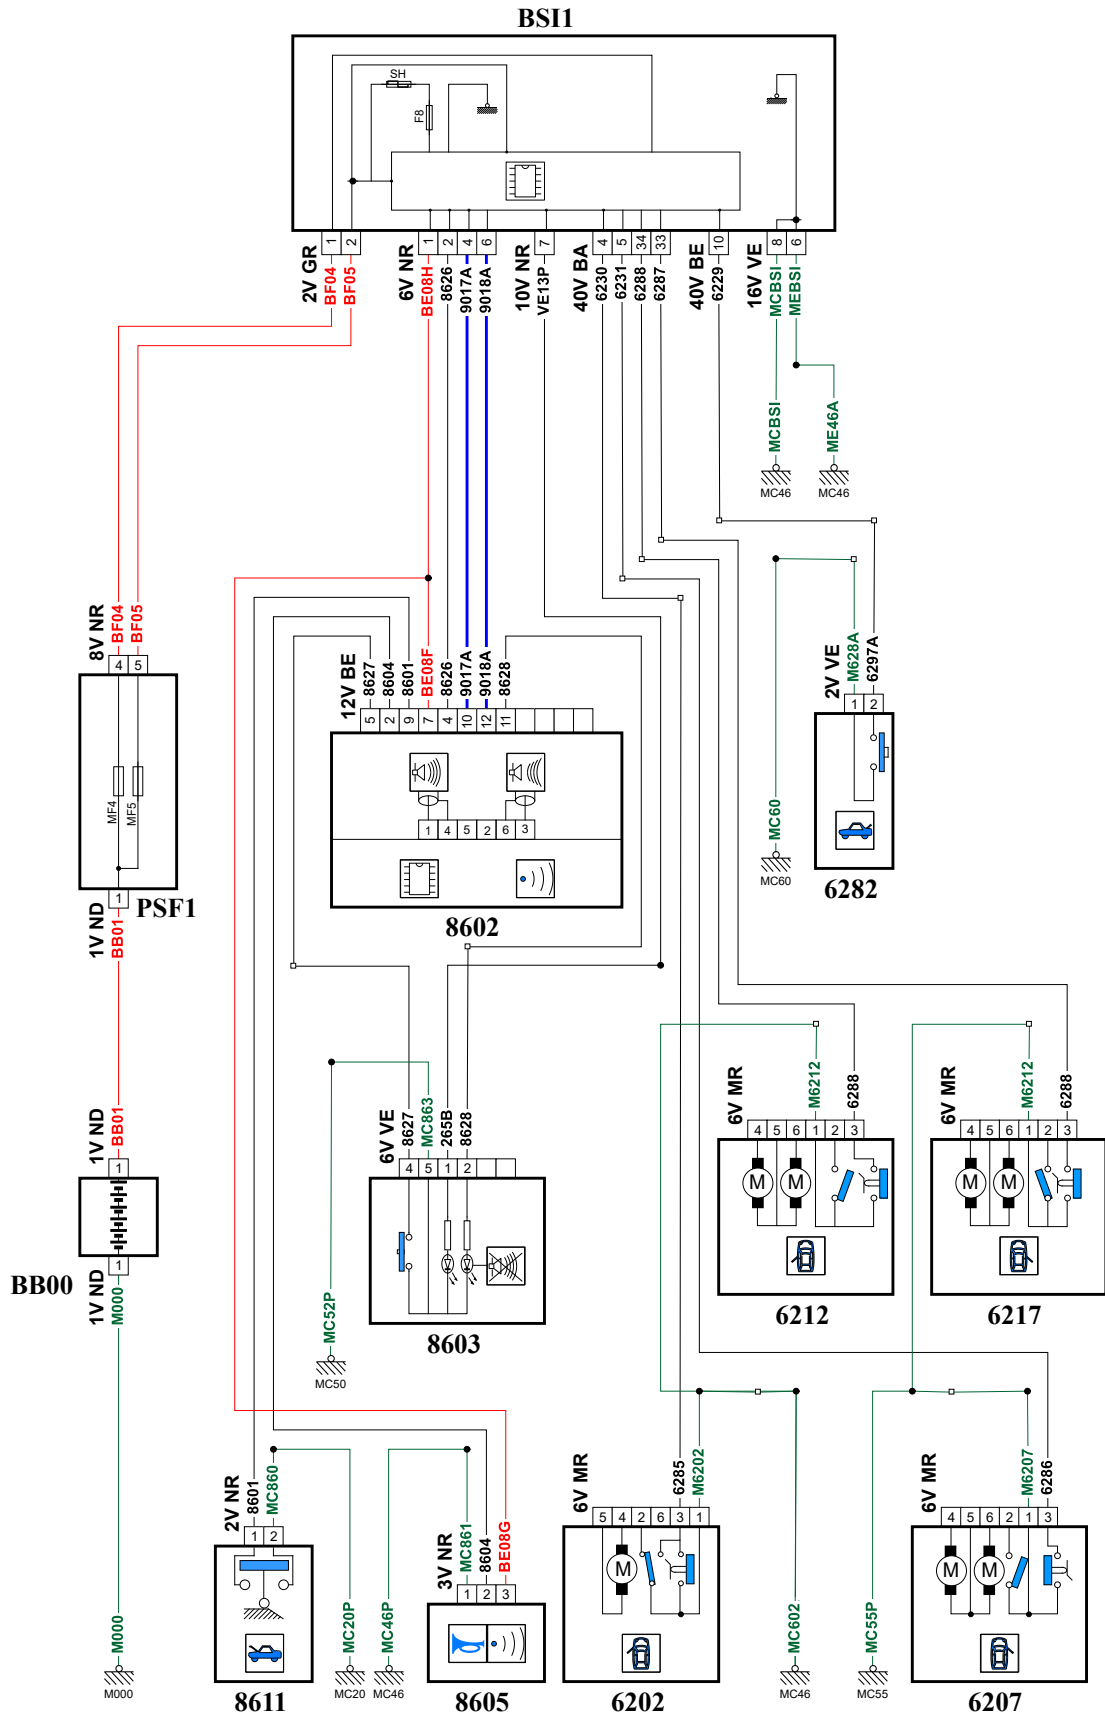 BSI1
SH
F8
1 2 1 2 4 6 7 4 5 34 33 10 8 6
2V GR BF04 BF05 6V NR BE08H 8626 9017A 9018A 10V NR VE13P 40V BA 6230 6231 6288 6287 40V BE 6229 16V VE MCBSI MEBSI
MCBSI ME46A
MC46 MC46
8V NR BF04 BF05
4 5
MF4 MF5
1
PSF1
1V ND BB01
12V BE 8627 8604 8601 BE08F 8626 9017A 9018A 8628
5 2 9 7 4 10 12 11
1 4 5 2 6 3
8602
2V VE M628A 6297A
1 2
6282
MC60
MC60
1V ND BB01
1
1
BB00
1V ND M000
M000
M000
6V VE 8627 MC863 265B 8628
4 5 1 2
8603
MC52P
MC50
6V MR M6212 6288
4 5 6 1 2 3
M M
6212
6V MR M6212 6288
4 5 6 1 2 3
M M
6217
2V NR 8601 MC860
1 2
8611
MC20P
MC20
MC46P
MC46
3V NR MC861 8604 BE08G
1 2 3
8605
6V MR 6285 M6202
5 4 2 6 3 1
M
6202
MC602
MC46
MC55P
MC55
6V MR M6207 6286
4 5 6 2 1 3
M M
6207